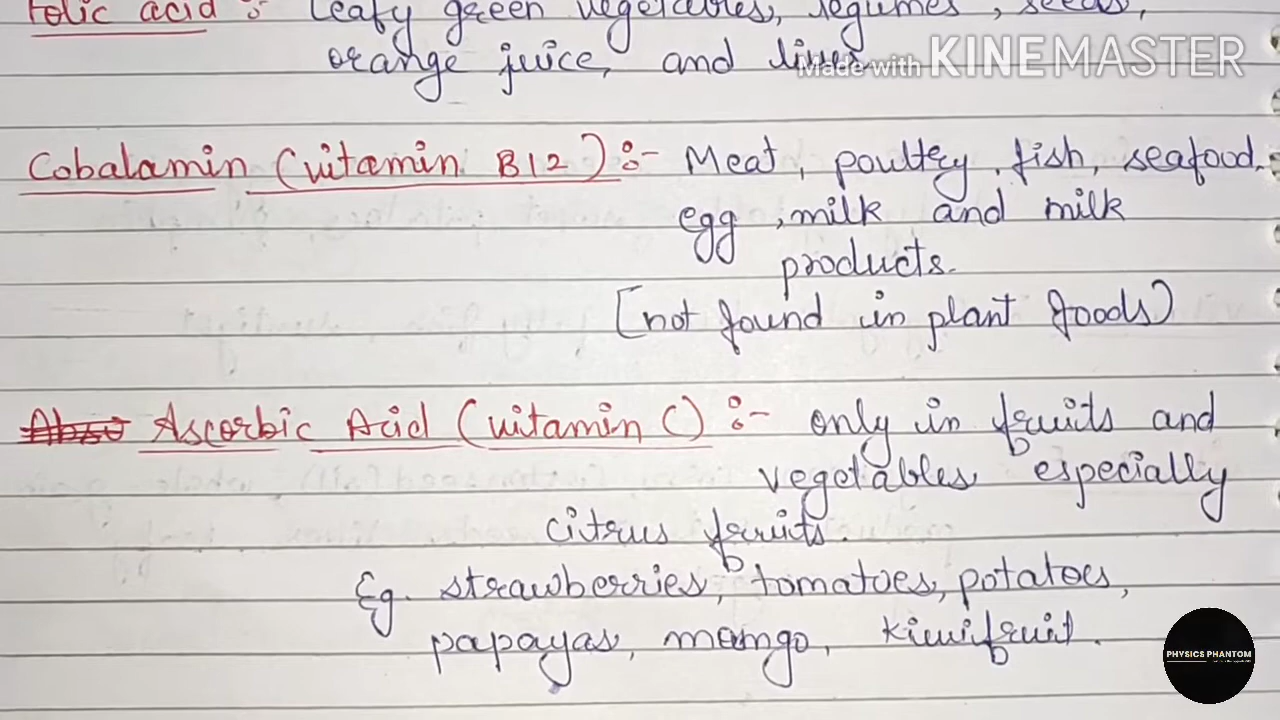 Folic acid :- Leafy green vegetables, legumes, seeds,
orange juice, and liver
Made with KINEMASTER
Cobalamin (vitamin B12) :- Meat, poultry, fish, seafood,
egg, milk and milk
products.
[not found in plant foods)
Ascorbic Acid (vitamin C) :- only in fruits and
vegetables especially
citrus fruits.
Eg. strawberries, tomatoes, potatoes,
papayas, mango, kiwifruit.
PHYSICS PHANTOM